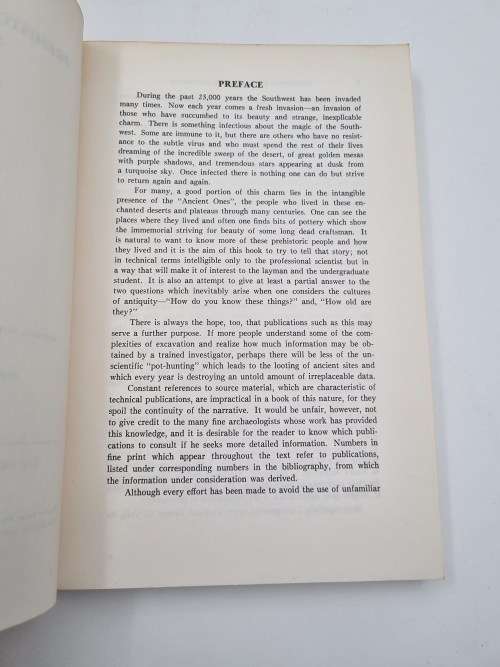 PREFACE
During the past 25,000 years the Southwest has been invaded
many times. Now each year comes a fresh invasion—an invasion of
those who have succumbed to its beauty and strange, inexplicable
charm. There is something infectious about the magic of the South-
west. Some are immune to it, but there are others who have no resist-
ance to the subtle virus and who must spend the rest of their lives
dreaming of the incredible sweep of the desert, of great golden mesas
with purple shadows, and tremendous stars appearing at dusk from
a turquoise sky. Once infected there is nothing one can do but strive
to return again and again.
For many, a good portion of this charm lies in the intangible
presence of the "Ancient Ones", the people who lived in these en-
chanted deserts and plateaus through many centuries. One can see the
places where they lived and often one finds bits of pottery which show
the immemorial striving for beauty of some long dead craftsman. It
is natural to want to know more of these prehistoric people and how
they lived and it is the aim of this book to try to tell that story; not
in technical terms intelligible only to the professional scientist but in
a way that will make it of interest to the layman and the undergraduate
student. It is also an attempt to give at least a partial answer to the
two questions which inevitably arise when one considers the cultures
of antiquity—"How do you know these things?" and, "How old are
they?"
There is always the hope, too, that publications such as this may
serve a further purpose. If more people understand some of the com-
plexities of excavation and realize how much information may be ob-
tained by a trained investigator, perhaps there will be less of the un-
scientific "pot-hunting" which leads to the looting of ancient sites and
which every year is destroying an untold amount of irreplaceable data.
Constant references to source material, which are characteristic of
technical publications, are impractical in a book of this nature, for they
spoil the continuity of the narrative. It would be unfair, however, not
to give credit to the many fine archaeologists whose work has provided
this knowledge, and it is desirable for the reader to know which publi-
cations to consult if he seeks more detailed information. Numbers in
fine print which appear throughout the text refer to publications,
listed under corresponding numbers in the bibliography, from which
the information under consideration was derived.
Although every effort has been made to avoid the use of unfamiliar